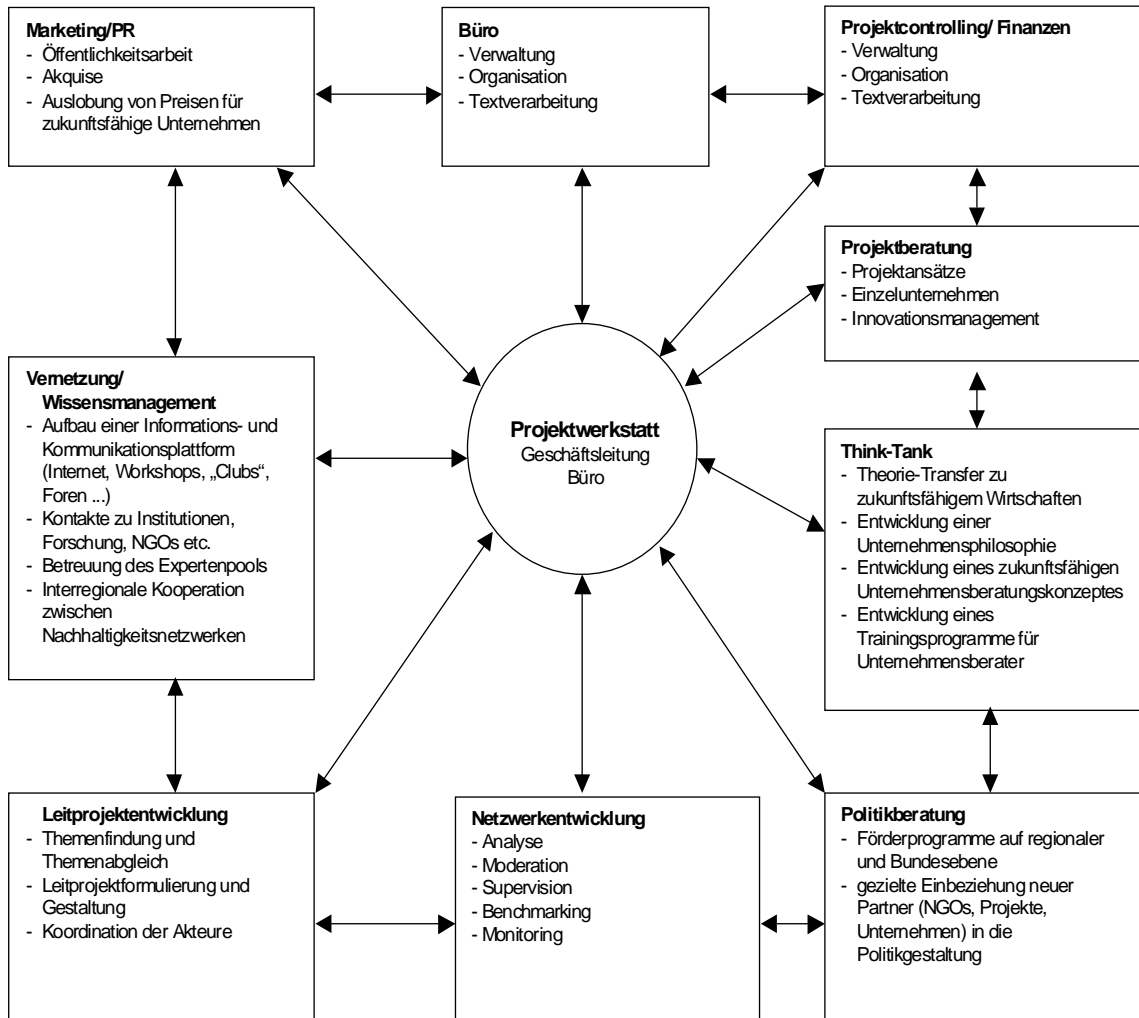 Marketing/PR
- Öffentlichkeitsarbeit
- Akquise
- Auslobung von Preisen für
zukunftsfähige Unternehmen
Büro
- Verwaltung
- Organisation
- Textverarbeitung
Projektcontrolling/ Finanzen
- Verwaltung
- Organisation
- Textverarbeitung
Projektberatung
- Projektansätze
- Einzelunternehmen
- Innovationsmanagement
Vernetzung/
Wissensmanagement
- Aufbau einer Informations- und
Kommunikationsplattform
(Internet, Workshops, „Clubs“,
Foren ...)
- Kontakte zu Institutionen,
Forschung, NGOs etc.
- Betreuung des Expertenpools
- Interregionale Kooperation
zwischen
Nachhaltigkeitsnetzwerken
Projektwerkstatt
Geschäftsleitung
Büro
Think-Tank
- Theorie-Transfer zu
zukunftsfähigem Wirtschaften
- Entwicklung einer
Unternehmensphilosophie
- Entwicklung eines zukunftsfähigen
Unternehmensberatungskonzeptes
- Entwicklung eines
Trainingsprogramme für
Unternehmensberater
Leitprojektentwicklung
- Themenfindung und
Themenabgleich
- Leitprojektformulierung und
Gestaltung
- Koordination der Akteure
Netzwerkentwicklung
- Analyse
- Moderation
- Supervision
- Benchmarking
- Monitoring
Politikberatung
- Förderprogramme auf regionaler
und Bundesebene
- gezielte Einbeziehung neuer
Partner (NGOs, Projekte,
Unternehmen) in die
Politikgestaltung